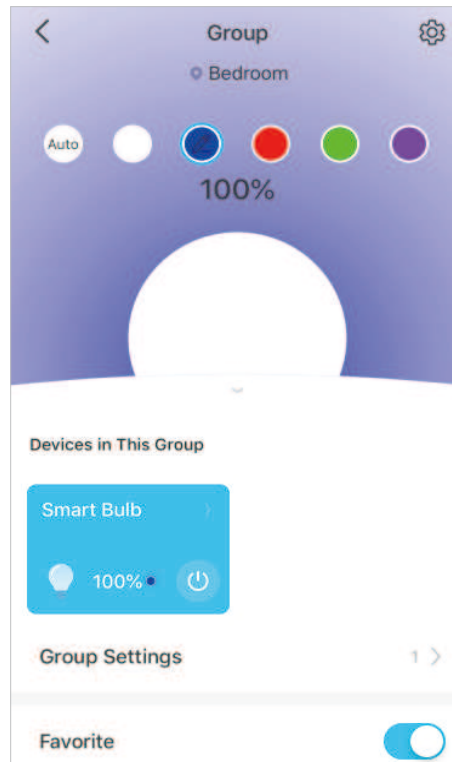 Group
Bedroom
Auto
100%
Devices in This Group
Smart Bulb
100%
Group Settings 1
Favorite